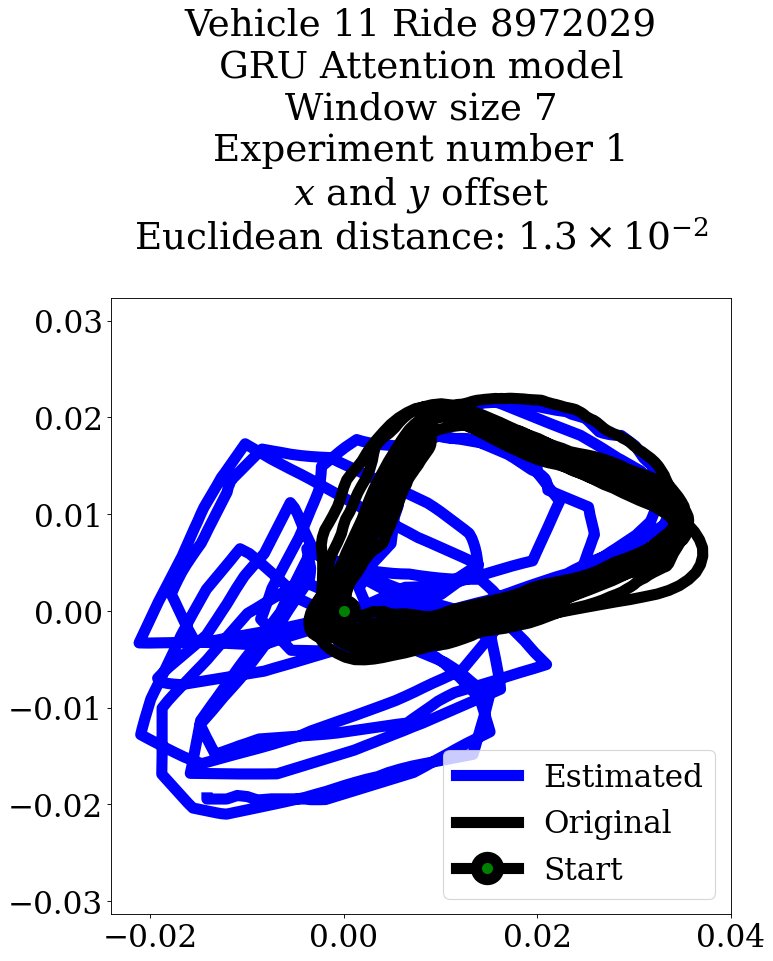 Vehicle 11 Ride 8972029
GRU Attention model
Window size 7
Experiment number 1
x and y offset
Euclidean distance: 1.3 × 10⁻²
0.03
0.02
0.01
0.00
−0.01
−0.02
−0.03
−0.02 0.00 0.02 0.04
Estimated
Original
Start